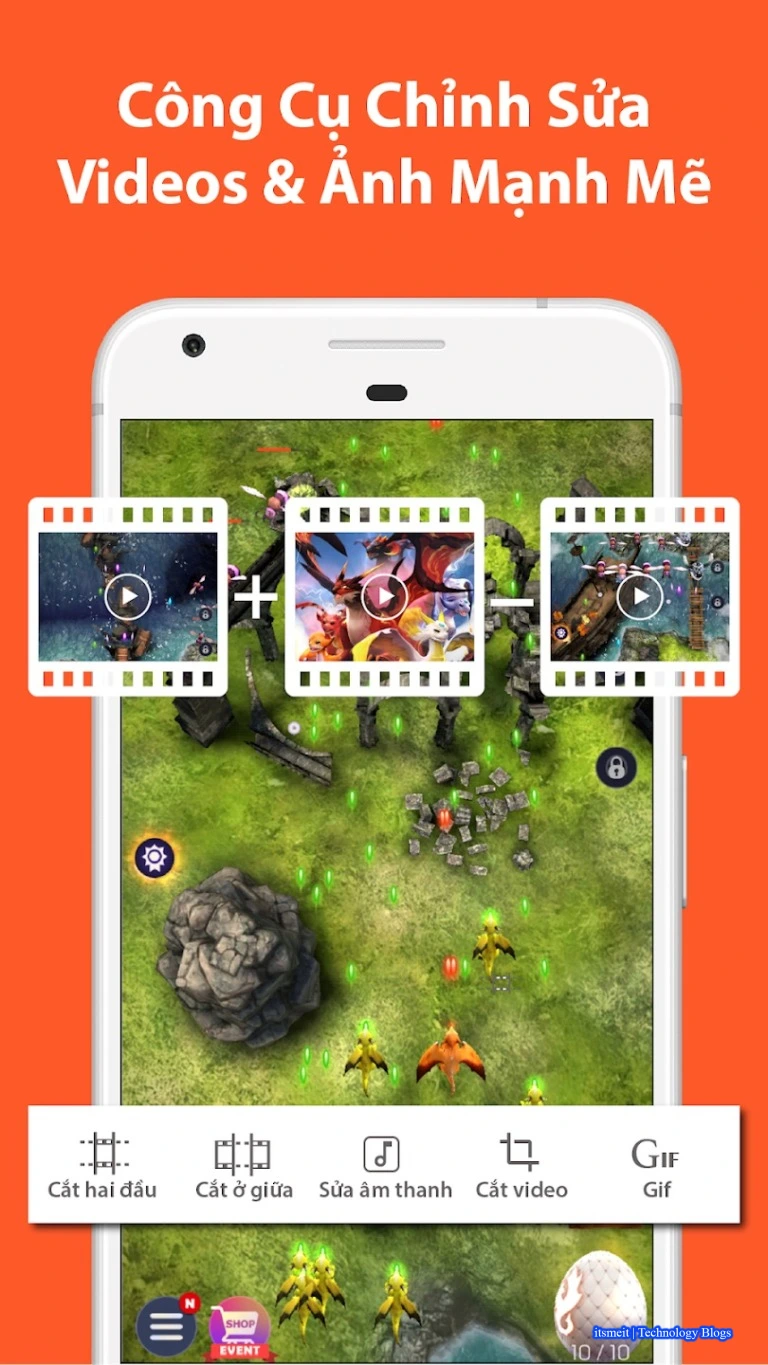 Công Cụ Chỉnh Sửa
Videos & Ảnh Mạnh Mẽ
Cắt hai đầu
Cắt ở giữa
Sửa âm thanh
Cắt video
GIF
Gif
N
SHOP
EVENT
itsmeit | Technology Blogs
10 / 10